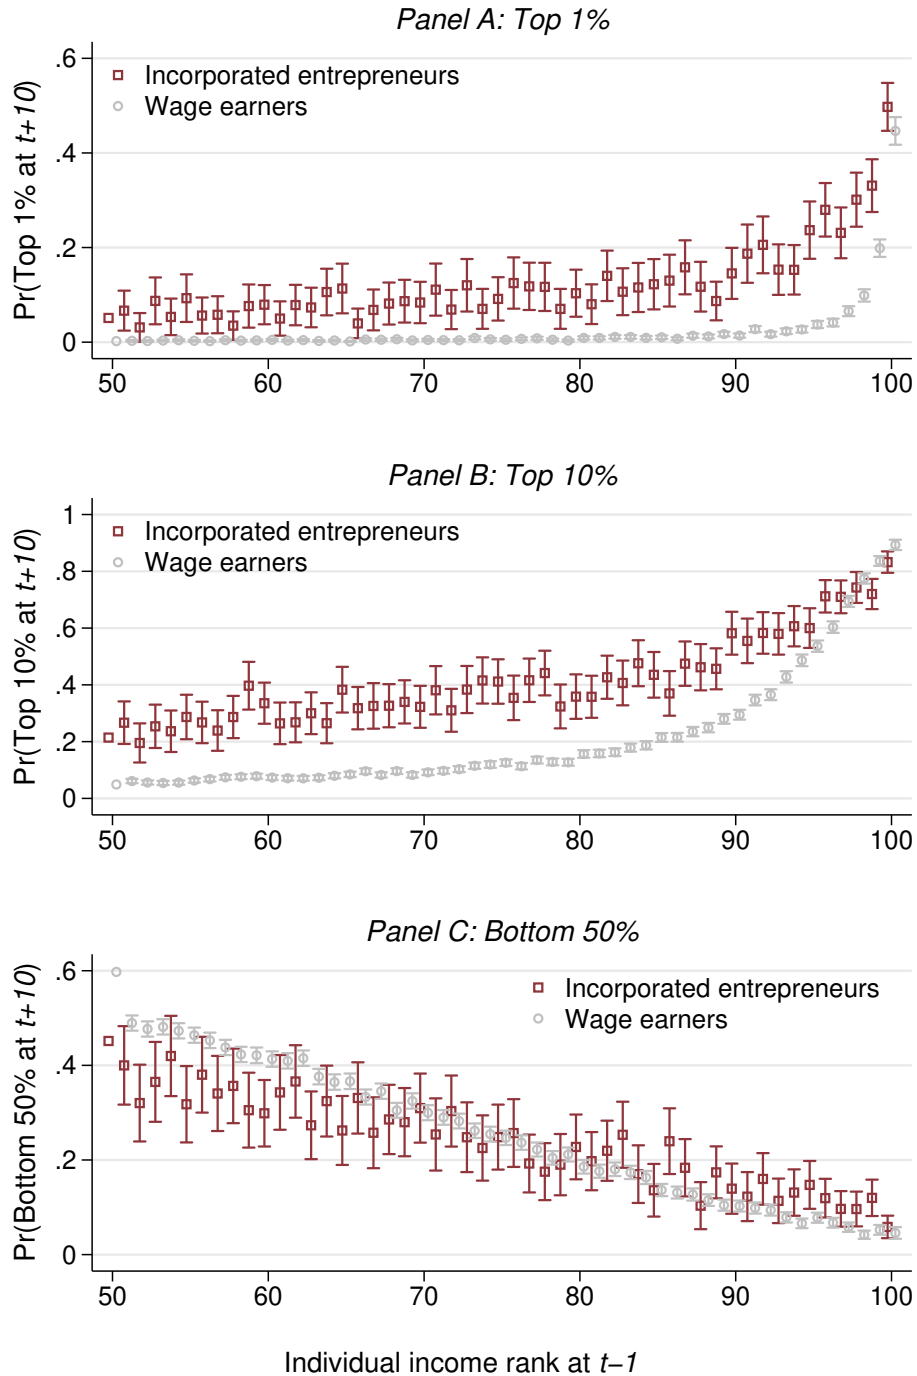 Panel A: Top 1%
Pr(Top 1% at t+10)
.6
.4
.2
0
Incorporated entrepreneurs
Wage earners
50 60 70 80 90 100
Panel B: Top 10%
Pr(Top 10% at t+10)
1
.8
.6
.4
.2
0
Incorporated entrepreneurs
Wage earners
50 60 70 80 90 100
Panel C: Bottom 50%
Pr(Bottom 50% at t+10)
.6
.4
.2
0
Incorporated entrepreneurs
Wage earners
50 60 70 80 90 100
Individual income rank at t−1